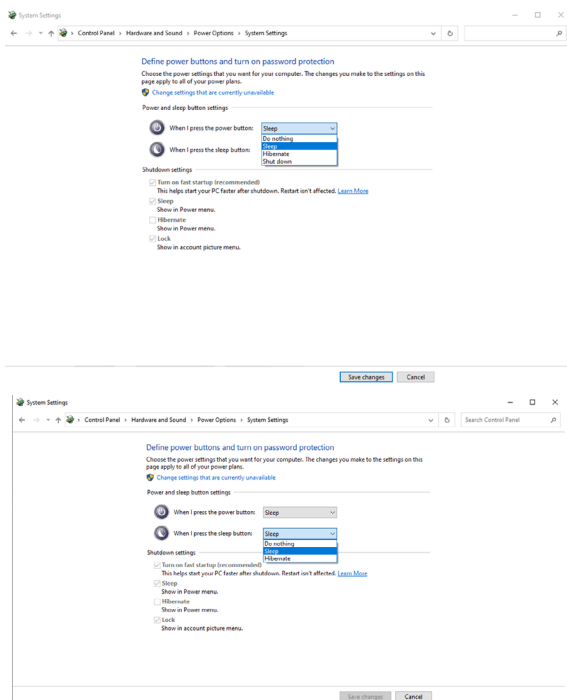 System Settings
Control Panel > Hardware and Sound > Power Options > System Settings
Define power buttons and turn on password protection
Choose the power settings that you want for your computer. The changes you make to the settings on this
page apply to all of your power plans.
Change settings that are currently unavailable
Power and sleep button settings
When I press the power button: Sleep
Do nothing
Sleep
Hibernate
Shut down
When I press the sleep button:
Shutdown settings
Turn on fast startup (recommended)
This helps start your PC faster after shutdown. Restart isn't affected. Learn More
Sleep
Show in Power menu.
Hibernate
Show in Power menu.
Lock
Show in account picture menu.
Save changes Cancel
System Settings
Control Panel > Hardware and Sound > Power Options > System Settings Search Control Panel
Define power buttons and turn on password protection
Choose the power settings that you want for your computer. The changes you make to the settings on this
page apply to all of your power plans.
Change settings that are currently unavailable
Power and sleep button settings
When I press the power button: Sleep
When I press the sleep button: Sleep
Do nothing
Sleep
Hibernate
Shutdown settings
Turn on fast startup (recommended)
This helps start your PC faster after shutdown. Restart isn't affected. Learn More
Sleep
Show in Power menu.
Hibernate
Show in Power menu.
Lock
Show in account picture menu.
Save changes Cancel